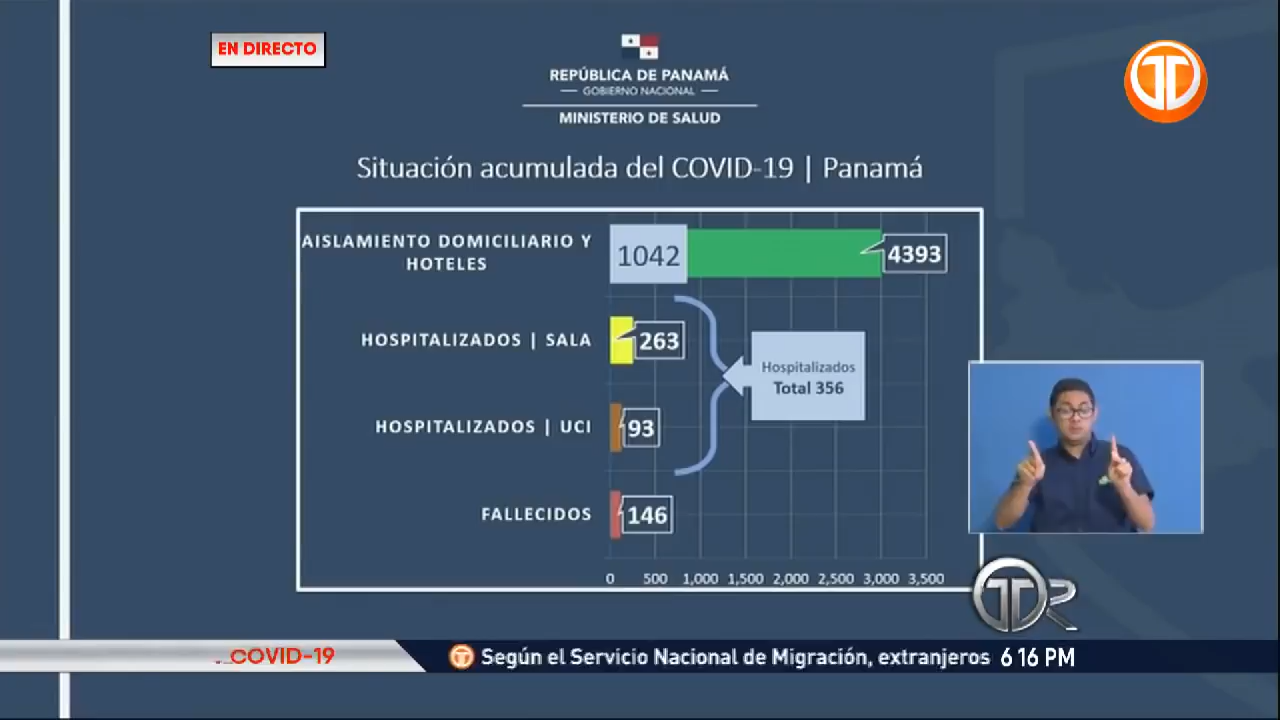 EN DIRECTO
REPÚBLICA DE PANAMÁ
GOBIERNO NACIONAL
MINISTERIO DE SALUD
Situación acumulada del COVID-19 | Panamá
AISLAMIENTO DOMICILIARIO Y
HOTELES
1042
4393
HOSPITALIZADOS | SALA
263
Hospitalizados
Total 356
HOSPITALIZADOS | UCI
93
FALLECIDOS
146
0 500 1,000 1,500 2,000 2,500 3,000 3,500
COVID-19
Según el Servicio Nacional de Migración, extranjeros 6 16 PM